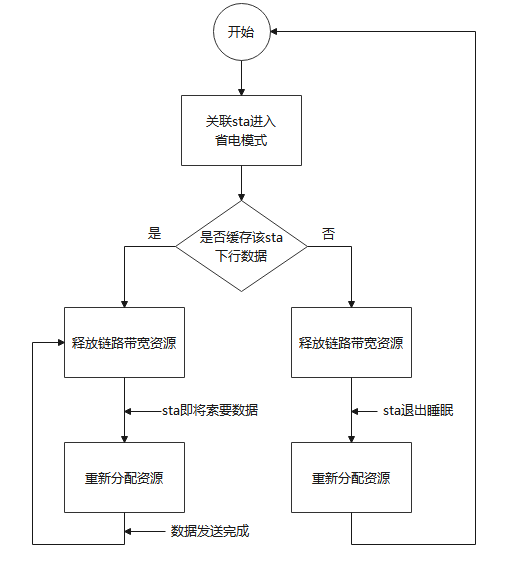 开始
关联sta进入
省电模式
是否缓存该sta
下行数据
是
否
释放链路带宽资源
释放链路带宽资源
sta即将索要数据
sta退出睡眠
重新分配资源
重新分配资源
数据发送完成